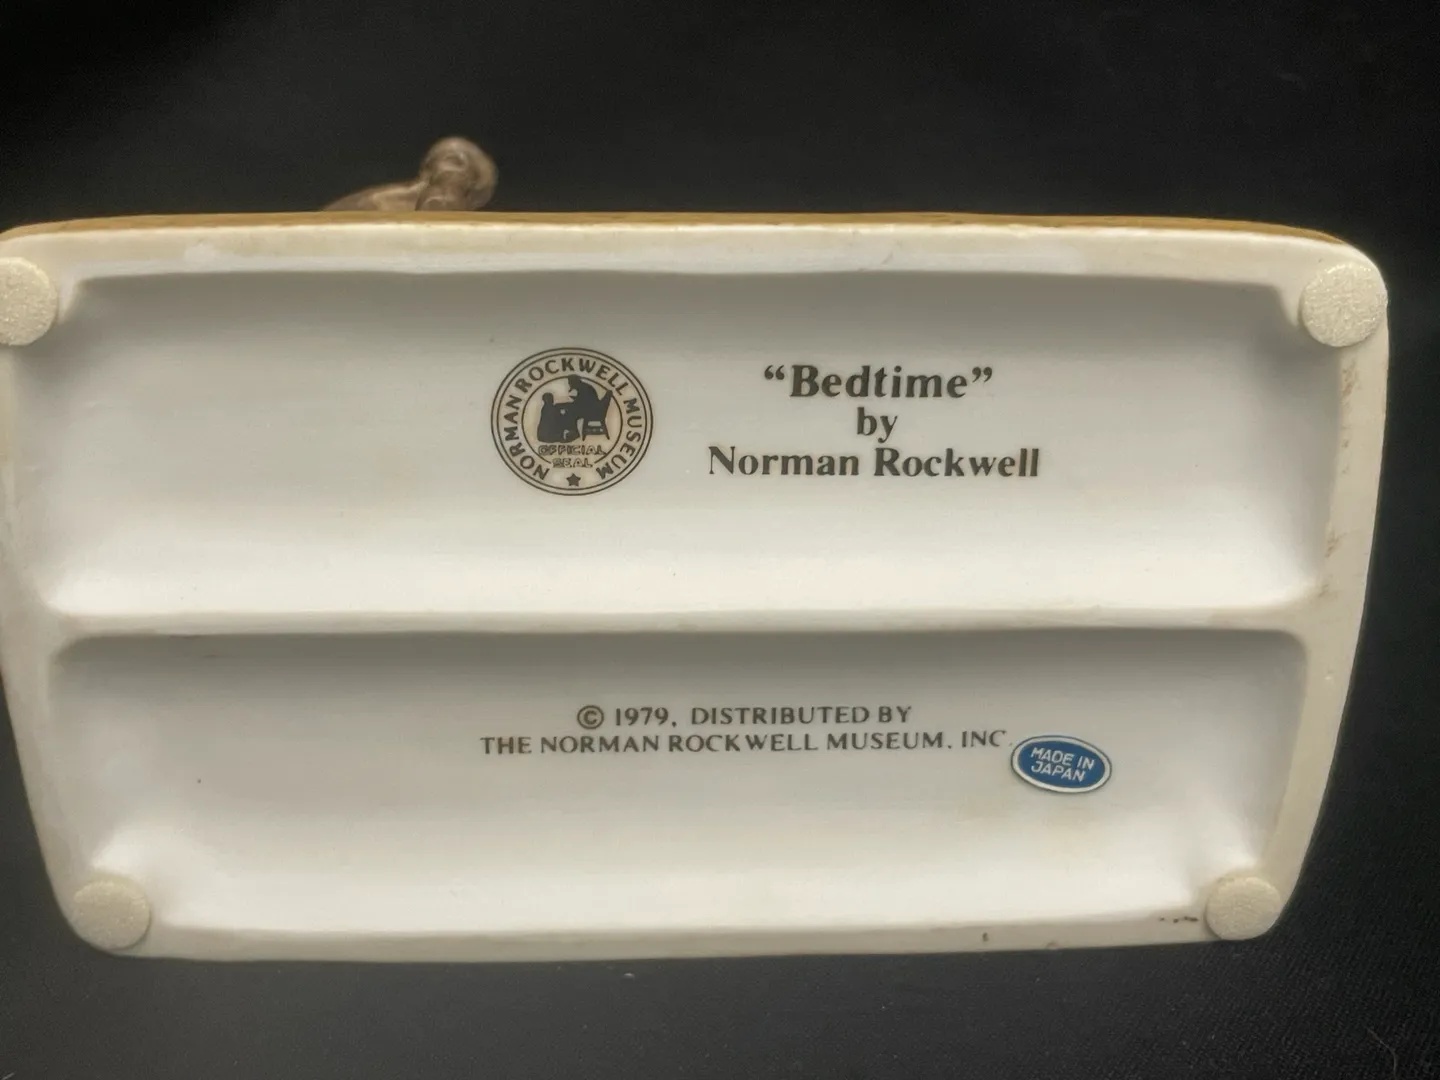 NORMAN ROCKWELL MUSEUM
OFFICIAL
SEAL
“Bedtime”
by
Norman Rockwell
© 1979, DISTRIBUTED BY
THE NORMAN ROCKWELL MUSEUM, INC.
MADE IN
JAPAN